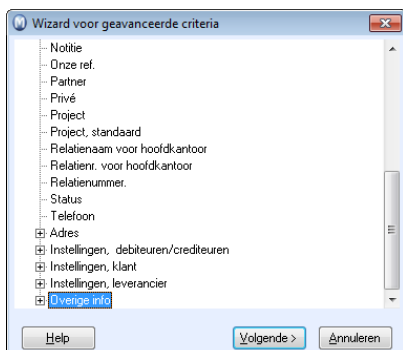 Wizard voor geavanceerde criteria
Notitie
Onze ref.
Partner
Privé
Project
Project, standaard
Relatienaam voor hoofdkantoor
Relatienr. voor hoofdkantoor
Relatienummer.
Status
Telefoon
Adres
Instellingen, debiteuren/crediteuren
Instellingen, klant
Instellingen, leverancier
Overige info
Help
Volgende >
Annuleren